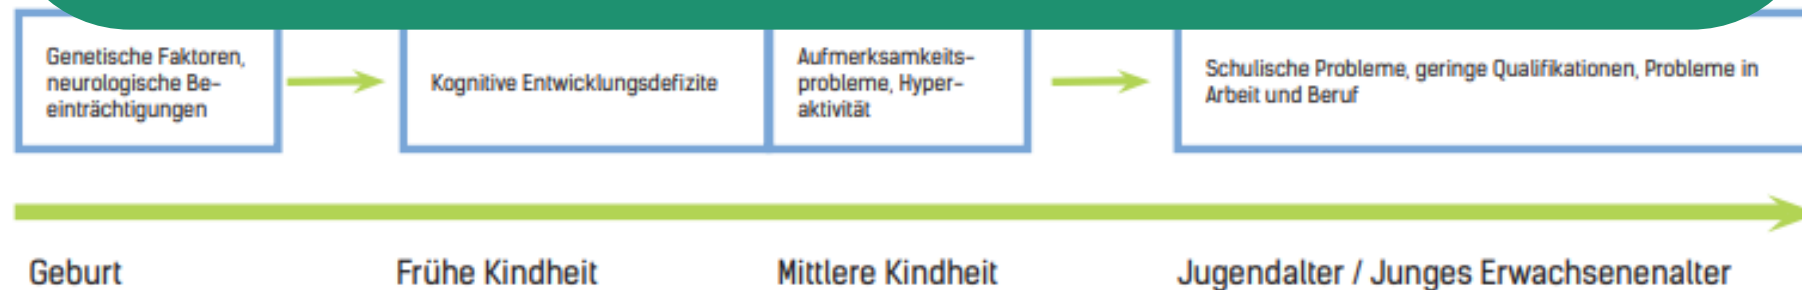 Genetische Faktoren,
neurologische Be-
einträchtigungen
Kognitive Entwicklungsdefizite
Aufmerksamkeits-
probleme, Hyper-
aktivität
Schulische Probleme, geringe Qualifikationen, Probleme in
Arbeit und Beruf
Geburt
Frühe Kindheit
Mittlere Kindheit
Jugendalter / Junges Erwachsenenalter